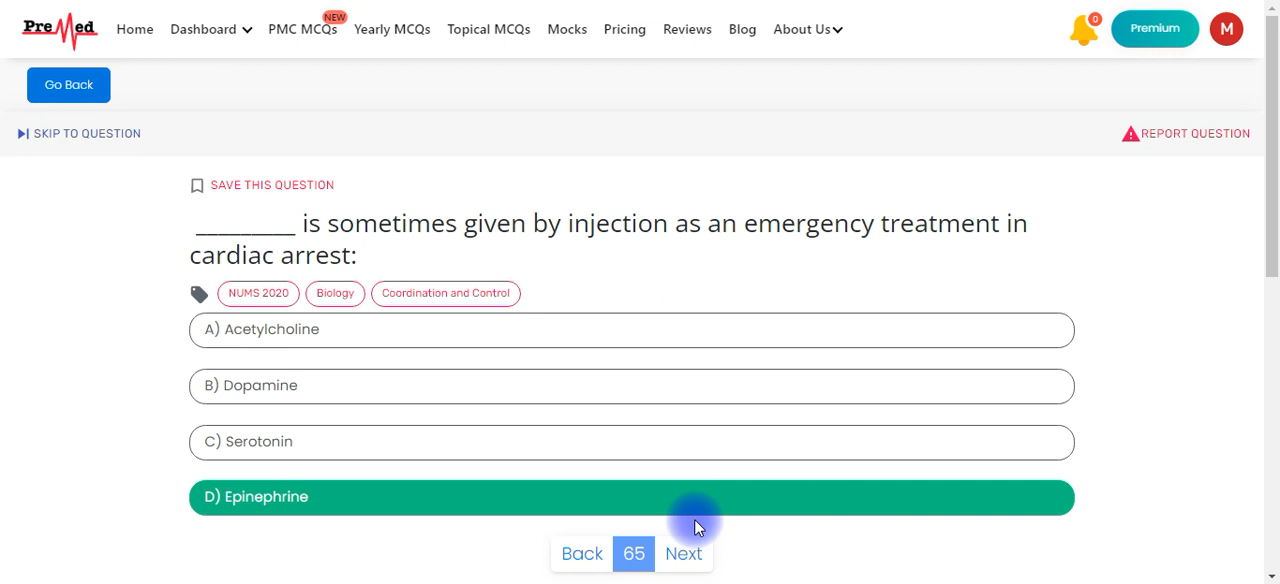 Pre Med
Home Dashboard PMC MCQs NEW Yearly MCQs Topical MCQs Mocks Pricing Reviews Blog About Us 0 Premium M
Go Back
SKIP TO QUESTION REPORT QUESTION
SAVE THIS QUESTION
_________ is sometimes given by injection as an emergency treatment in
cardiac arrest:
NUMS 2020 Biology Coordination and Control
A) Acetylcholine
B) Dopamine
C) Serotonin
D) Epinephrine
Back 65 Next